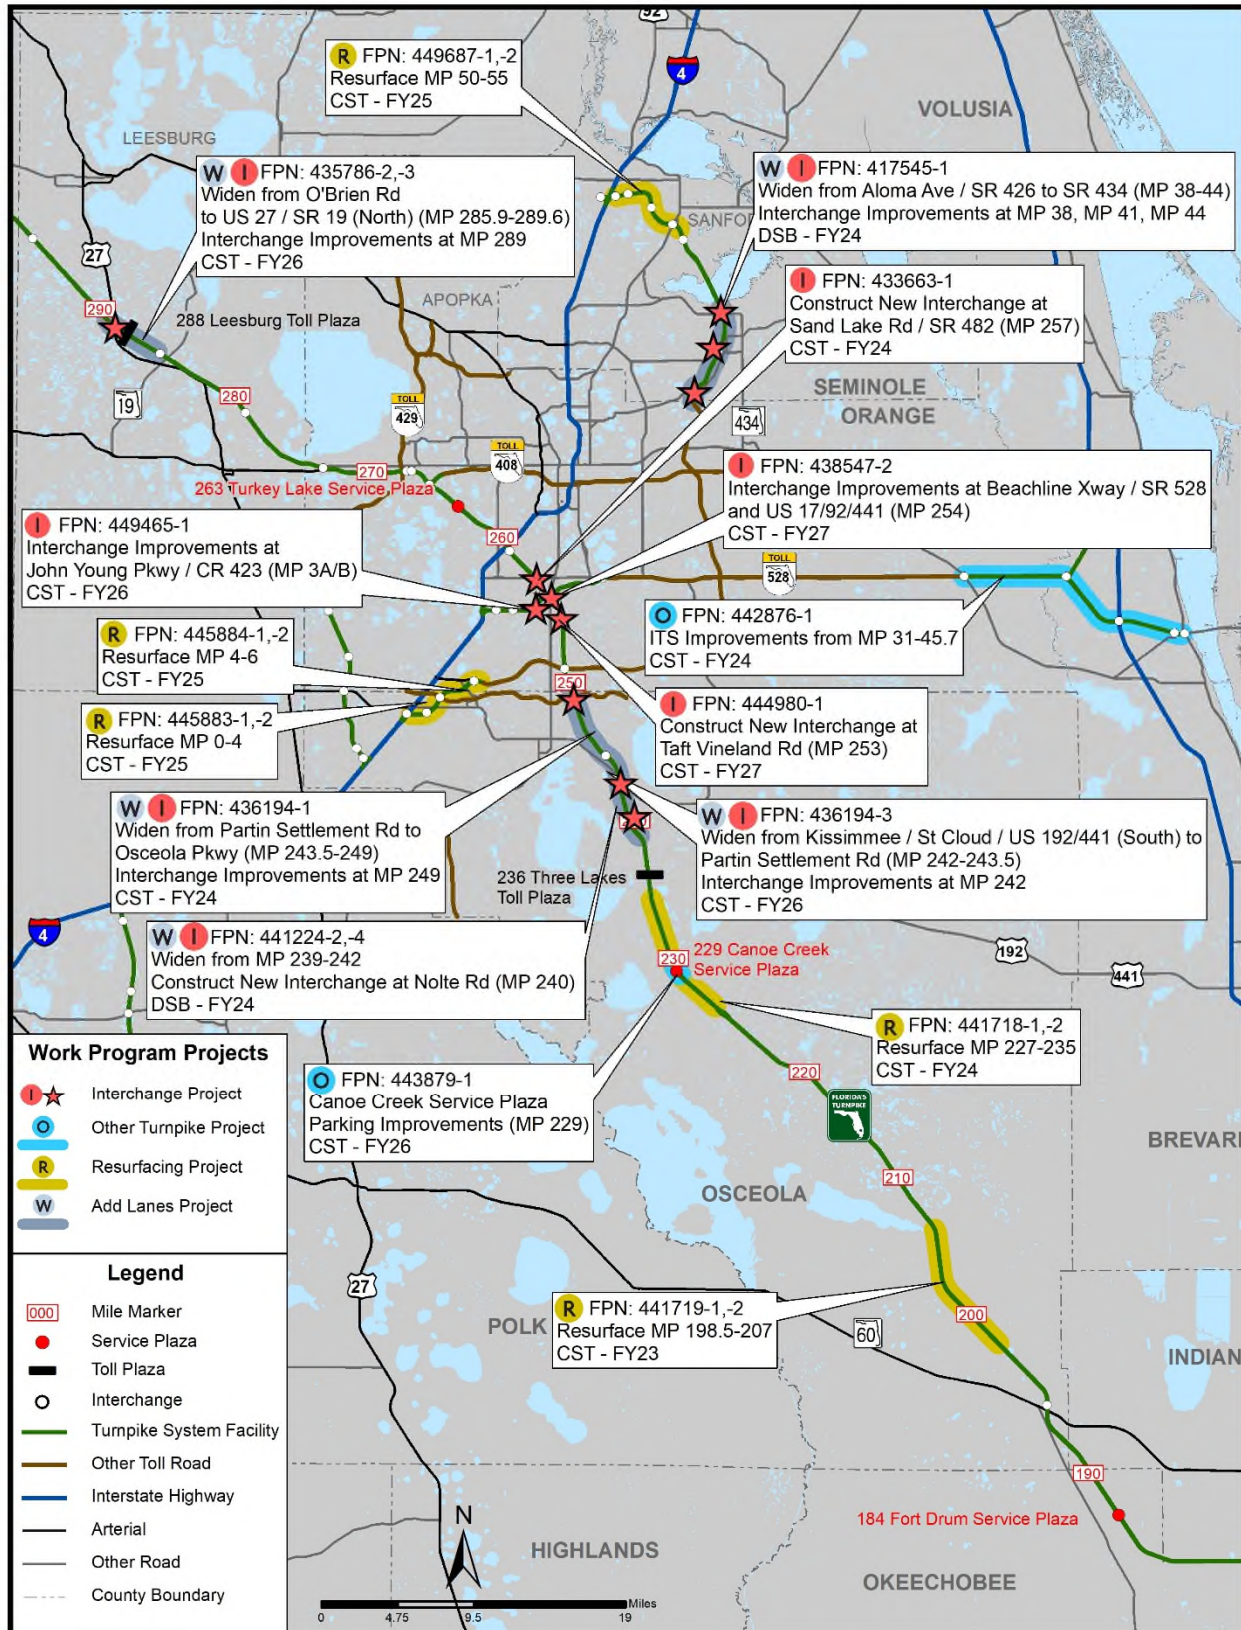 92
R FPN: 449687-1,-2
Resurface MP 50-55
CST - FY25
4
VOLUSIA
LEESBURG
W I FPN: 435786-2,-3
Widen from O'Brien Rd
to US 27 / SR 19 (North) (MP 285.9-289.6)
Interchange Improvements at MP 289
CST - FY26
W I FPN: 417545-1
Widen from Aloma Ave / SR 426 to SR 434 (MP 38-44)
Interchange Improvements at MP 38, MP 41, MP 44
DSB - FY24
27
I FPN: 433663-1
Construct New Interchange at
Sand Lake Rd / SR 482 (MP 257)
CST - FY24
290
288 Leesburg Toll Plaza
APOPKA
SEMINOLE
ORANGE
19
280
TOLL
429
434
TOLL
408
270
263 Turkey Lake Service Plaza
I FPN: 438547-2
Interchange Improvements at Beachline Xway / SR 528
and US 17/92/441 (MP 254)
CST - FY27
I FPN: 449465-1
Interchange Improvements at
John Young Pkwy / CR 423 (MP 3A/B)
CST - FY26
260
TOLL
528
O FPN: 442876-1
ITS Improvements from MP 31-45.7
CST - FY24
R FPN: 445884-1,-2
Resurface MP 4-6
CST - FY25
250
I FPN: 444980-1
Construct New Interchange at
Taft Vineland Rd (MP 253)
CST - FY27
R FPN: 445883-1,-2
Resurface MP 0-4
CST - FY25
W I FPN: 436194-1
Widen from Partin Settlement Rd to
Osceola Pkwy (MP 243.5-249)
Interchange Improvements at MP 249
CST - FY24
W I FPN: 436194-3
Widen from Kissimmee / St Cloud / US 192/441 (South) to
Partin Settlement Rd (MP 242-243.5)
Interchange Improvements at MP 242
CST - FY26
236 Three Lakes
Toll Plaza
4
W I FPN: 441224-2,-4
Widen from MP 239-242
Construct New Interchange at Nolte Rd (MP 240)
DSB - FY24
230
229 Canoe Creek
Service Plaza
192
441
R FPN: 441718-1,-2
Resurface MP 227-235
CST - FY24
O FPN: 443879-1
Canoe Creek Service Plaza
Parking Improvements (MP 229)
CST - FY26
220
FLORIDA'S
TURNPIKE
BREVAR
210
OSCEOLA
27
R FPN: 441719-1,-2
Resurface MP 198.5-207
CST - FY23
POLK
200
60
INDIAN
190
184 Fort Drum Service Plaza
HIGHLANDS
OKEECHOBEE
Work Program Projects
I Interchange Project
O Other Turnpike Project
R Resurfacing Project
W Add Lanes Project
Legend
000 Mile Marker
Service Plaza
Toll Plaza
Interchange
Turnpike System Facility
Other Toll Road
Interstate Highway
Arterial
Other Road
County Boundary
N
Miles
0 4.75 9.5 19